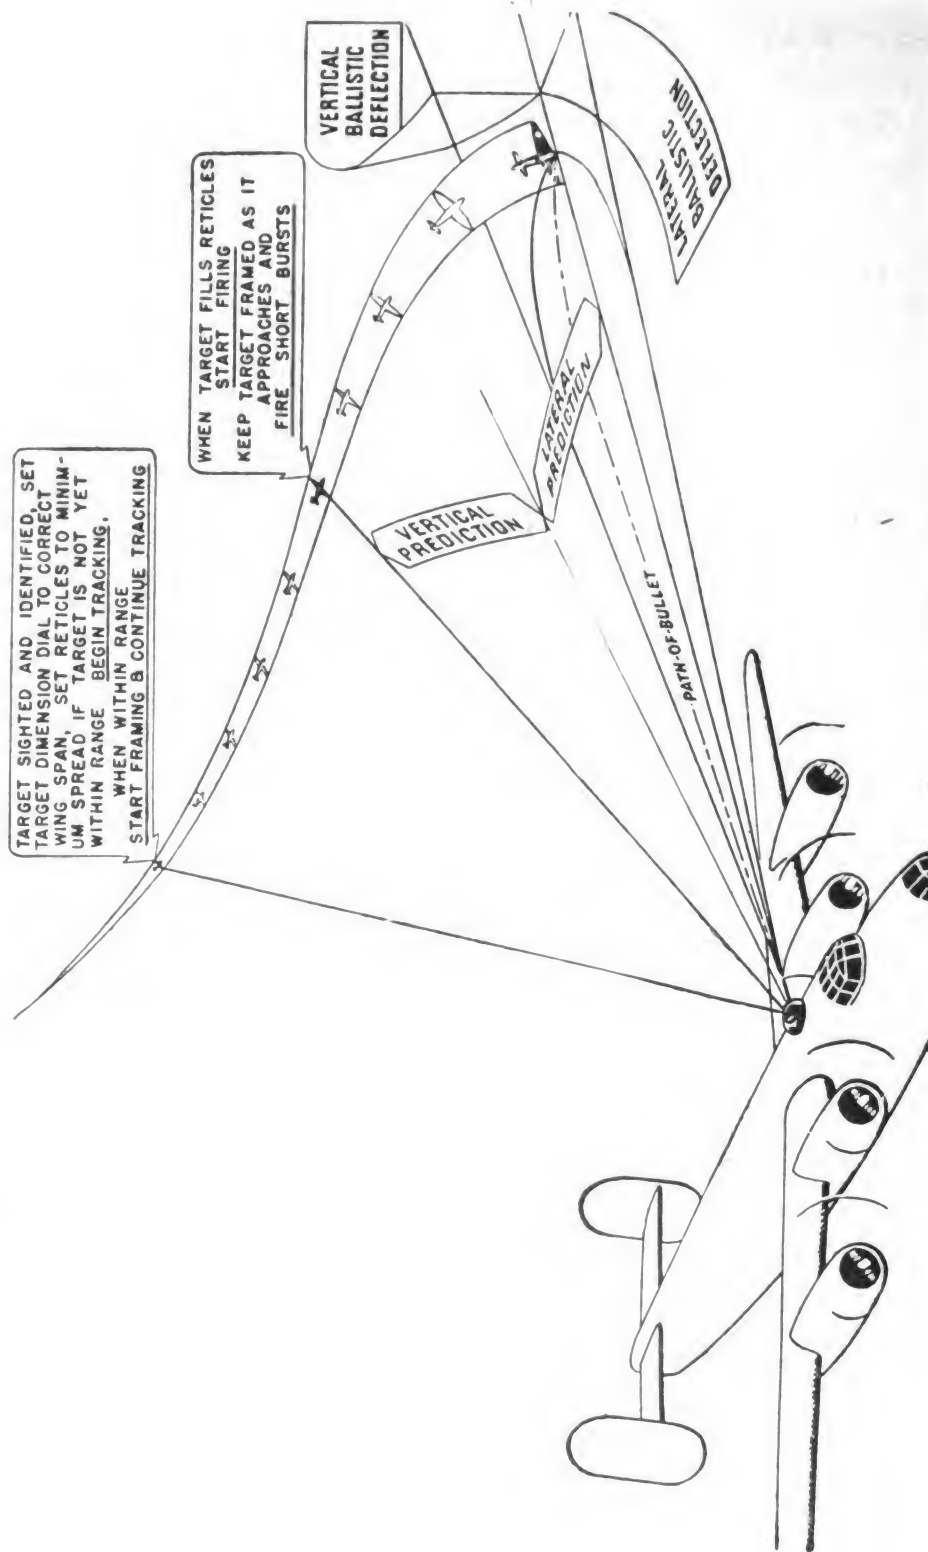 TARGET SIGHTED AND IDENTIFIED, SET
TARGET DIMENSION DIAL TO CORRECT
WING SPAN, SET RETICLES TO MINIM-
UM SPREAD IF TARGET IS NOT YET
WITHIN RANGE BEGIN TRACKING.
WHEN WITHIN RANGE
START FRAMING & CONTINUE TRACKING
WHEN TARGET FILLS RETICLES
START FIRING
KEEP TARGET FRAMED AS IT
APPROACHES AND
FIRE SHORT BURSTS
VERTICAL
BALLISTIC
DEFLECTION
VERTICAL
PREDICTION
LATERAL
PREDICTION
LATERAL
BALLISTIC
DEFLECTION
PATH-OF-BULLET